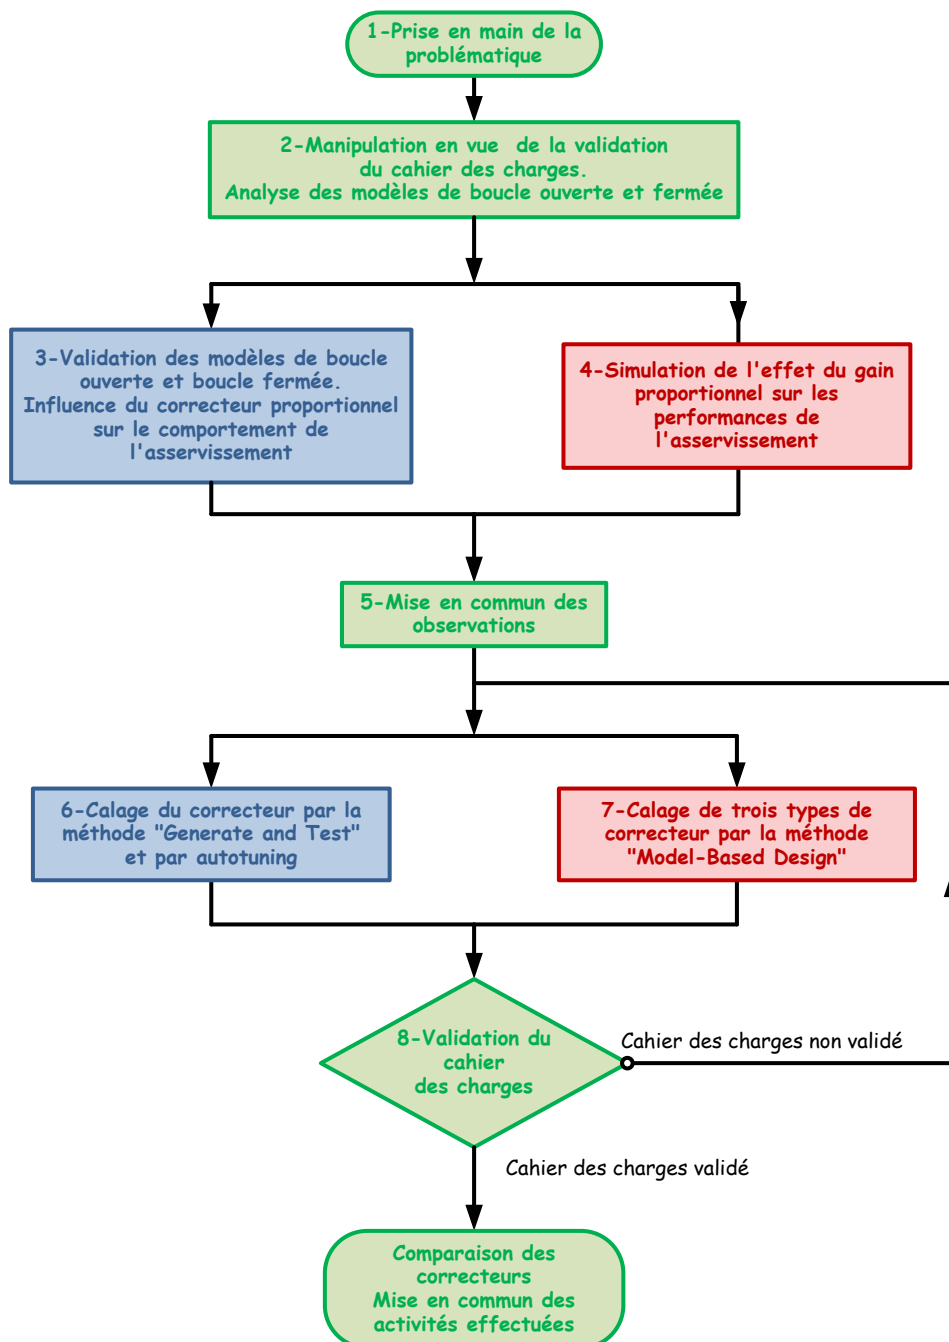 1-Prise en main de la
problématique
2-Manipulation en vue de la validation
du cahier des charges.
Analyse des modèles de boucle ouverte et fermée
3-Validation des modèles de boucle
ouverte et boucle fermée.
Influence du correcteur proportionnel
sur le comportement de
l'asservissement
4-Simulation de l'effet du gain
proportionnel sur les
performances de
l'asservissement
5-Mise en commun des
observations
6-Calage du correcteur par la
méthode "Generate and Test"
et par autotuning
7-Calage de trois types de
correcteur par la méthode
"Model-Based Design"
8-Validation du
cahier
des charges
Cahier des charges non validé
Cahier des charges validé
Comparaison des
correcteurs
Mise en commun des
activités effectuées